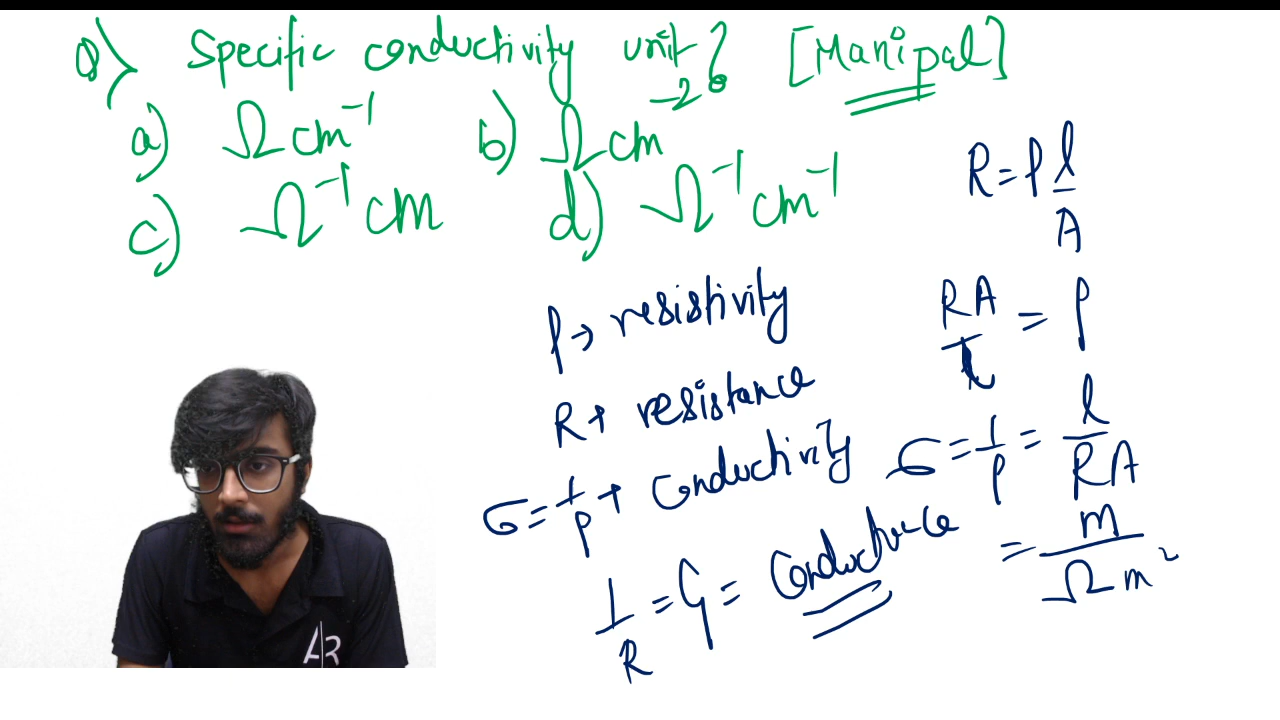 Q) Specific conductivity unit? [Manipal]
a) Ω cm⁻¹ b) Ω cm⁻²
c) Ω⁻¹ cm d) Ω⁻¹ cm⁻¹
R = ρ l/A
ρ → resistivity
RA/l = ρ
R → resistance
σ = 1/ρ → Conductivity
σ = 1/ρ = l/RA
= m/Ω m²
1/R = G = Conductance
AR